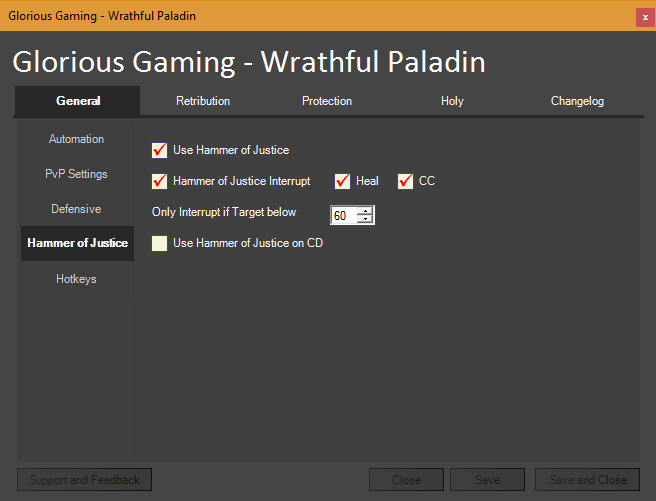 Glorious Gaming - Wrathful Paladin
x
Glorious Gaming - Wrathful Paladin
General Retribution Protection Holy Changelog
Automation
PvP Settings
Defensive
Hammer of Justice
Hotkeys
Use Hammer of Justice
Hammer of Justice Interrupt Heal CC
Only Interrupt if Target below 60
Use Hammer of Justice on CD
Support and Feedback Close Save Save and Close